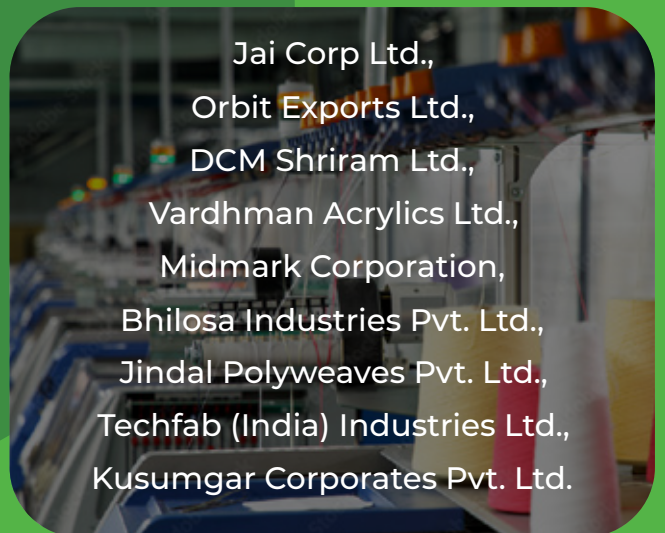 Jai Corp Ltd.,
Orbit Exports Ltd.,
DCM Shriram Ltd.,
Vardhman Acrylics Ltd.,
Midmark Corporation,
Bhilosa Industries Pvt. Ltd.,
Jindal Polyweaves Pvt. Ltd.,
Techfab (India) Industries Ltd.,
Kusumgar Corporates Pvt. Ltd.